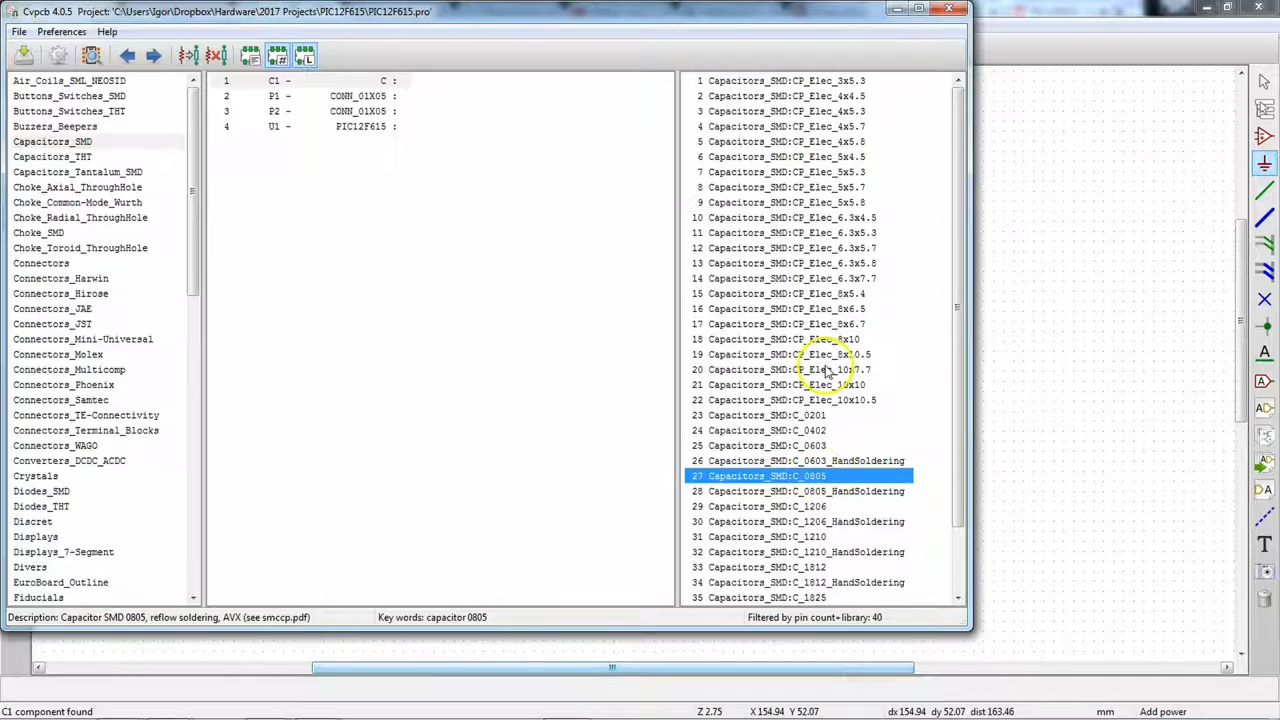 Cvpcb 4.0.5 Project: 'C:\Users\Igor\Dropbox\Hardware\2017 Projects\PIC12F615\PIC12F615.pro'
File Preferences Help
Air_Coils_SML_NEOSID
Buttons_Switches_SMD
Buttons_Switches_THT
Buzzers_Beepers
Capacitors_SMD
Capacitors_THT
Capacitors_Tantalum_SMD
Choke_Axial_ThroughHole
Choke_Common-Mode_Wurth
Choke_Radial_ThroughHole
Choke_SMD
Choke_Toroid_ThroughHole
Connectors
Connectors_Harwin
Connectors_Hirose
Connectors_JAE
Connectors_JST
Connectors_Mini-Universal
Connectors_Molex
Connectors_Multicomp
Connectors_Phoenix
Connectors_Samtec
Connectors_TE-Connectivity
Connectors_Terminal_Blocks
Connectors_WAGO
Converters_DCDC_ACDC
Crystals
Diodes_SMD
Diodes_THT
Discret
Displays
Displays_7-Segment
Divers
EuroBoard_Outline
Fiducials
1 C1 - C :
2 P1 - CONN_01X05 :
3 P2 - CONN_01X05 :
4 U1 - PIC12F615 :
1 Capacitors_SMD:CP_Elec_3x5.3
2 Capacitors_SMD:CP_Elec_4x4.5
3 Capacitors_SMD:CP_Elec_4x5.3
4 Capacitors_SMD:CP_Elec_4x5.7
5 Capacitors_SMD:CP_Elec_4x5.8
6 Capacitors_SMD:CP_Elec_5x4.5
7 Capacitors_SMD:CP_Elec_5x5.3
8 Capacitors_SMD:CP_Elec_5x5.7
9 Capacitors_SMD:CP_Elec_5x5.8
10 Capacitors_SMD:CP_Elec_6.3x4.5
11 Capacitors_SMD:CP_Elec_6.3x5.3
12 Capacitors_SMD:CP_Elec_6.3x5.7
13 Capacitors_SMD:CP_Elec_6.3x5.8
14 Capacitors_SMD:CP_Elec_6.3x7.7
15 Capacitors_SMD:CP_Elec_8x5.4
16 Capacitors_SMD:CP_Elec_8x6.5
17 Capacitors_SMD:CP_Elec_8x6.7
18 Capacitors_SMD:CP_Elec_8x10
19 Capacitors_SMD:CP_Elec_8x10.5
20 Capacitors_SMD:CP_Elec_10x7.7
21 Capacitors_SMD:CP_Elec_10x10
22 Capacitors_SMD:CP_Elec_10x10.5
23 Capacitors_SMD:C_0201
24 Capacitors_SMD:C_0402
25 Capacitors_SMD:C_0603
26 Capacitors_SMD:C_0603_HandSoldering
27 Capacitors_SMD:C_0805
28 Capacitors_SMD:C_0805_HandSoldering
29 Capacitors_SMD:C_1206
30 Capacitors_SMD:C_1206_HandSoldering
31 Capacitors_SMD:C_1210
32 Capacitors_SMD:C_1210_HandSoldering
33 Capacitors_SMD:C_1812
34 Capacitors_SMD:C_1812_HandSoldering
35 Capacitors_SMD:C_1825
Description: Capacitor SMD 0805, reflow soldering, AVX (see smccp.pdf) Key words: capacitor 0805 Filtered by pin count+library: 40
C1 component found Z 2.75 X 154.94 Y 52.07 dx 154.94 dy 52.07 dist 163.46 mm Add power